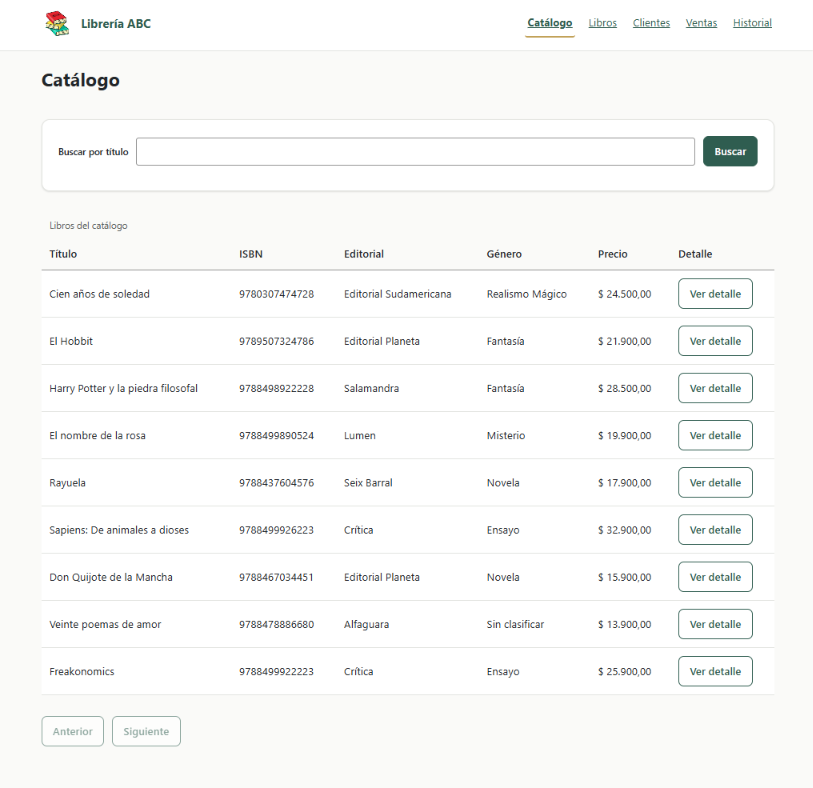 Librería ABC
Catálogo Libros Clientes Ventas Historial
Catálogo
Buscar por título Buscar
Libros del catálogo
Título ISBN Editorial Género Precio Detalle
Cien años de soledad 9780307474728 Editorial Sudamericana Realismo Mágico $ 24.500,00 Ver detalle
El Hobbit 9789507324786 Editorial Planeta Fantasía $ 21.900,00 Ver detalle
Harry Potter y la piedra filosofal 9788498922228 Salamandra Fantasía $ 28.500,00 Ver detalle
El nombre de la rosa 9788499890524 Lumen Misterio $ 19.900,00 Ver detalle
Rayuela 9788437604576 Seix Barral Novela $ 17.900,00 Ver detalle
Sapiens: De animales a dioses 9788499926223 Crítica Ensayo $ 32.900,00 Ver detalle
Don Quijote de la Mancha 9788467034451 Editorial Planeta Novela $ 15.900,00 Ver detalle
Veinte poemas de amor 9788478886680 Alfaguara Sin clasificar $ 13.900,00 Ver detalle
Freakonomics 9788499922223 Crítica Ensayo $ 25.900,00 Ver detalle
Anterior Siguiente